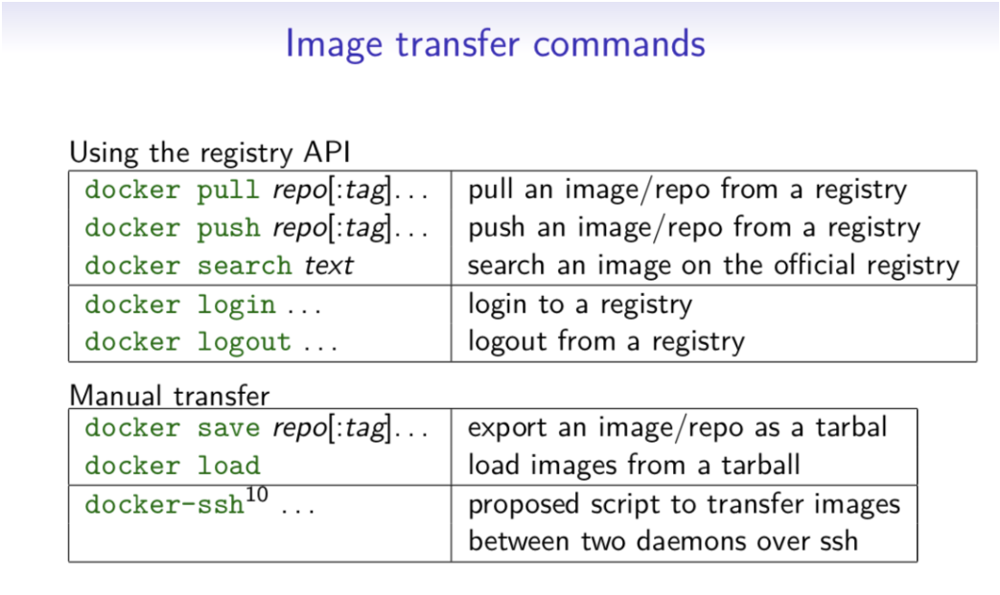 Image transfer commands
Using the registry API
docker pull repo[:tag]... pull an image/repo from a registry
docker push repo[:tag]... push an image/repo from a registry
docker search text search an image on the official registry
docker login ... login to a registry
docker logout ... logout from a registry
Manual transfer
docker save repo[:tag]... export an image/repo as a tarbal
docker load load images from a tarball
docker-ssh10 ... proposed script to transfer images
between two daemons over ssh